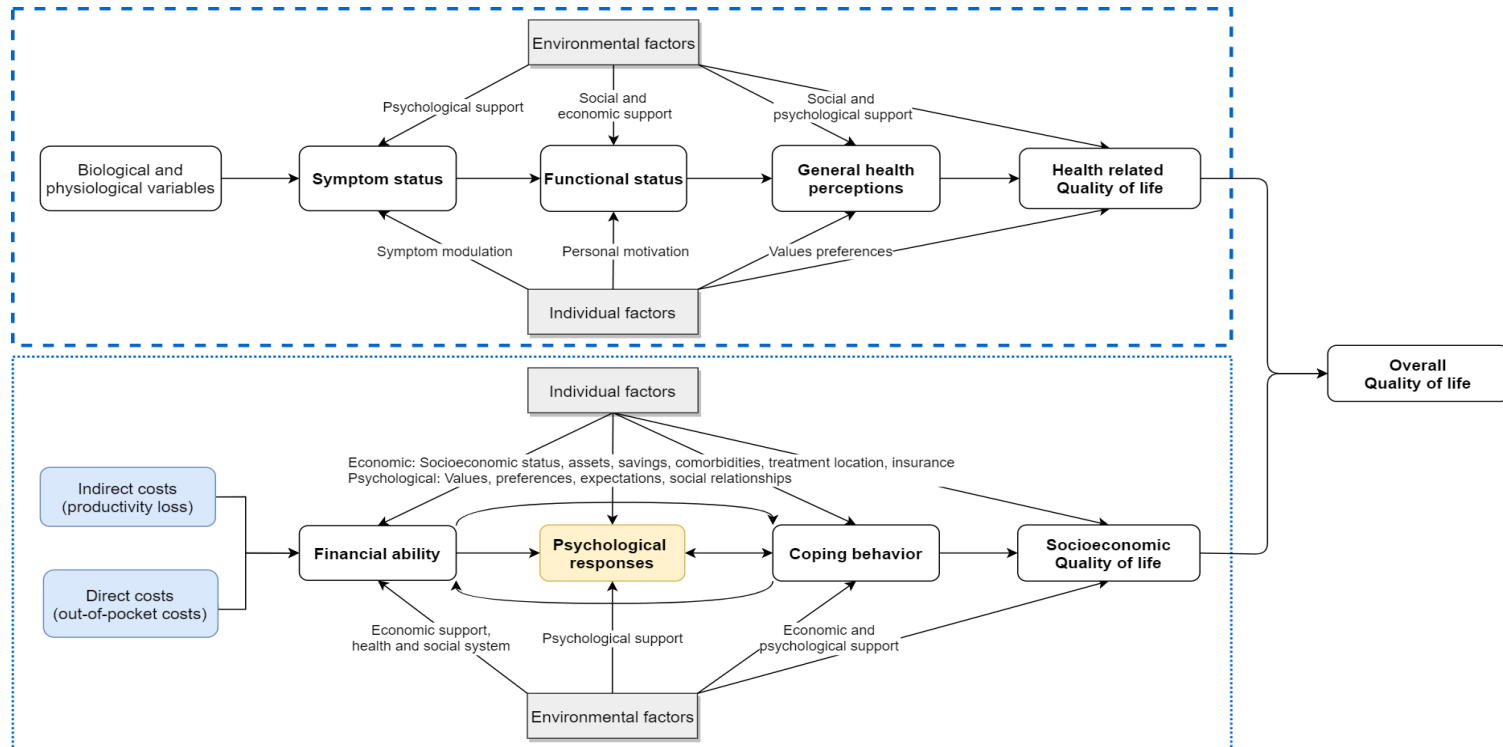 Environmental factors
Psychological support
Social and
economic support
Social and
psychological support
Biological and
physiological variables
Symptom status
Functional status
General health
perceptions
Health related
Quality of life
Symptom modulation
Personal motivation
Values preferences
Individual factors
Overall
Quality of life
Individual factors
Economic: Socioeconomic status, assets, savings, comorbidities, treatment location, insurance
Psychological: Values, preferences, expectations, social relationships
Indirect costs
(productivity loss)
Direct costs
(out-of-pocket costs)
Financial ability
Psychological
responses
Coping behavior
Socioeconomic
Quality of life
Economic support,
health and social system
Psychological support
Economic and
psychological support
Environmental factors